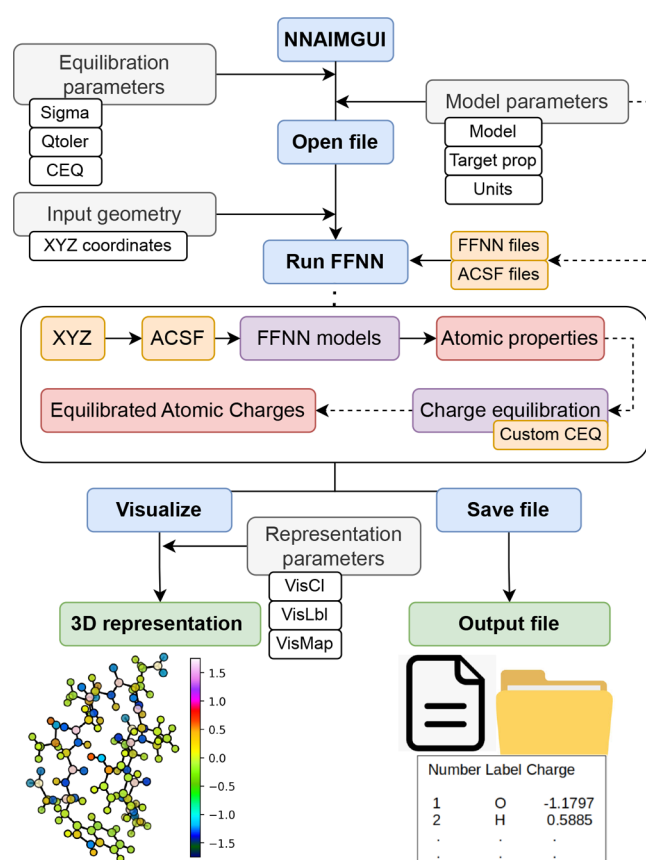 NNAIMGUI
Equilibration
parameters
Sigma
Qtoler
CEQ
Model parameters
Model
Target prop
Units
Open file
Input geometry
XYZ coordinates
Run FFNN
FFNN files
ACSF files
XYZ
ACSF
FFNN models
Atomic properties
Equilibrated Atomic Charges
Charge equilibration
Custom CEQ
Visualize
Save file
Representation
parameters
VisCl
VisLbl
VisMap
3D representation
Output file
1.5
1.0
0.5
0.0
−0.5
−1.0
−1.5
Number Label Charge
1 O -1.1797
2 H 0.5885
. . .
. . .